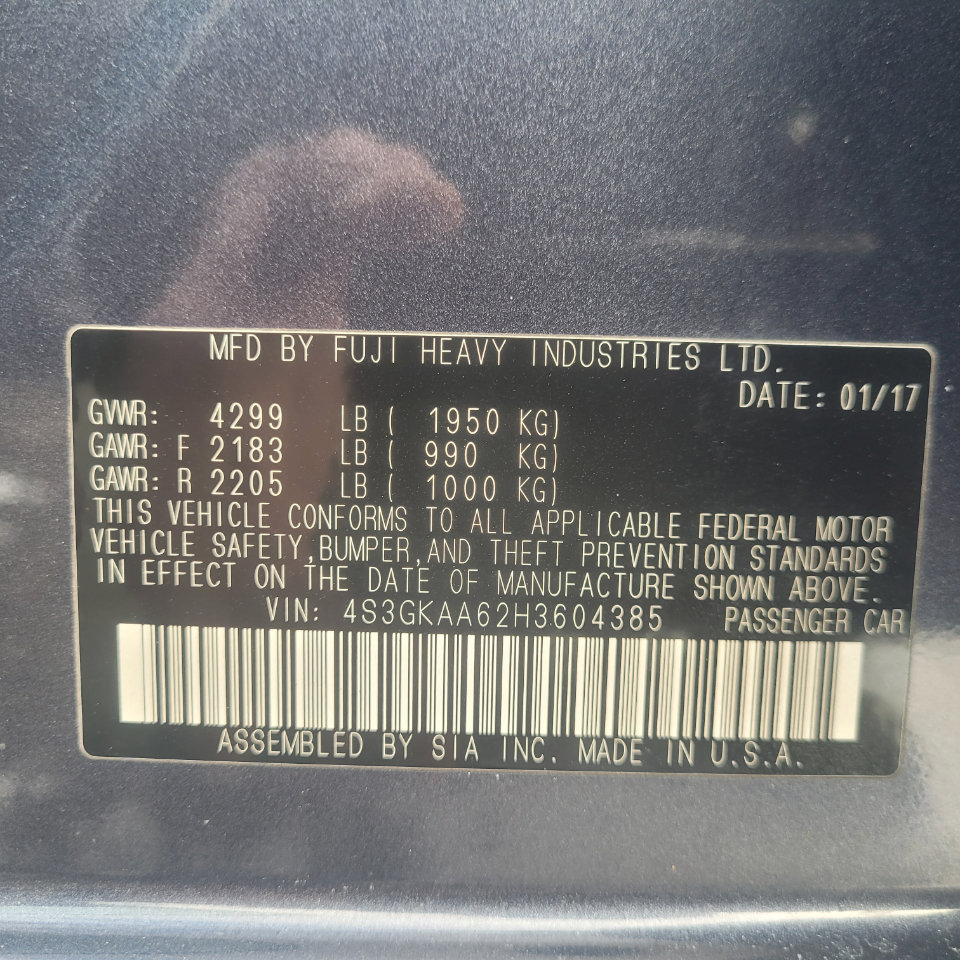 MFD BY FUJI HEAVY INDUSTRIES LTD.
DATE: 01/17
GVWR: 4299 LB ( 1950 KG)
GAWR: F 2183 LB ( 990 KG)
GAWR: R 2205 LB ( 1000 KG)
THIS VEHICLE CONFORMS TO ALL APPLICABLE FEDERAL MOTOR
VEHICLE SAFETY,BUMPER,AND THEFT PREVENTION STANDARDS
IN EFFECT ON THE DATE OF MANUFACTURE SHOWN ABOVE.
VIN: 4S3GKAA62H3604385 PASSENGER CAR
ASSEMBLED BY SIA INC. MADE IN U.S.A.